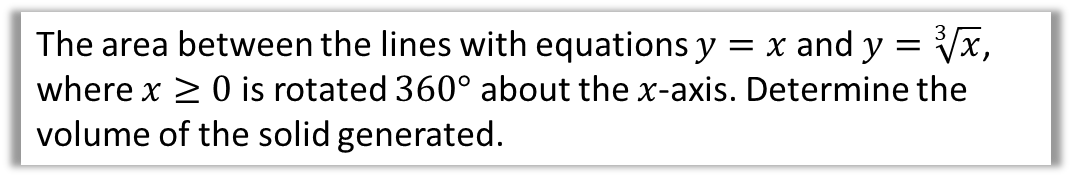 The area between the lines with equations y = x and y = ∛x,
where x ≥ 0 is rotated 360° about the x-axis. Determine the
volume of the solid generated.